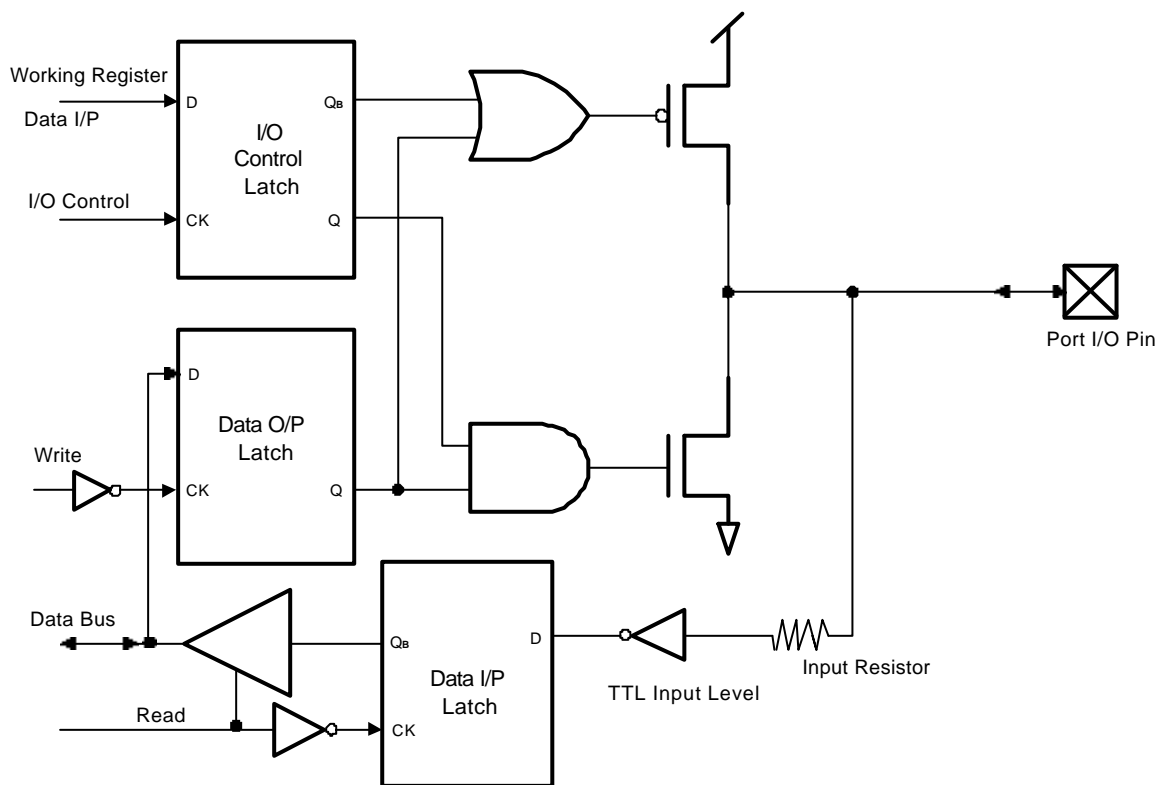 Working Register
Data I/P
D
QB
I/O
Control
Latch
I/O Control
CK
Q
Port I/O Pin
D
Data O/P
Latch
Write
CK
Q
Data Bus
QB
D
Data I/P
Latch
CK
Read
TTL Input Level
Input Resistor